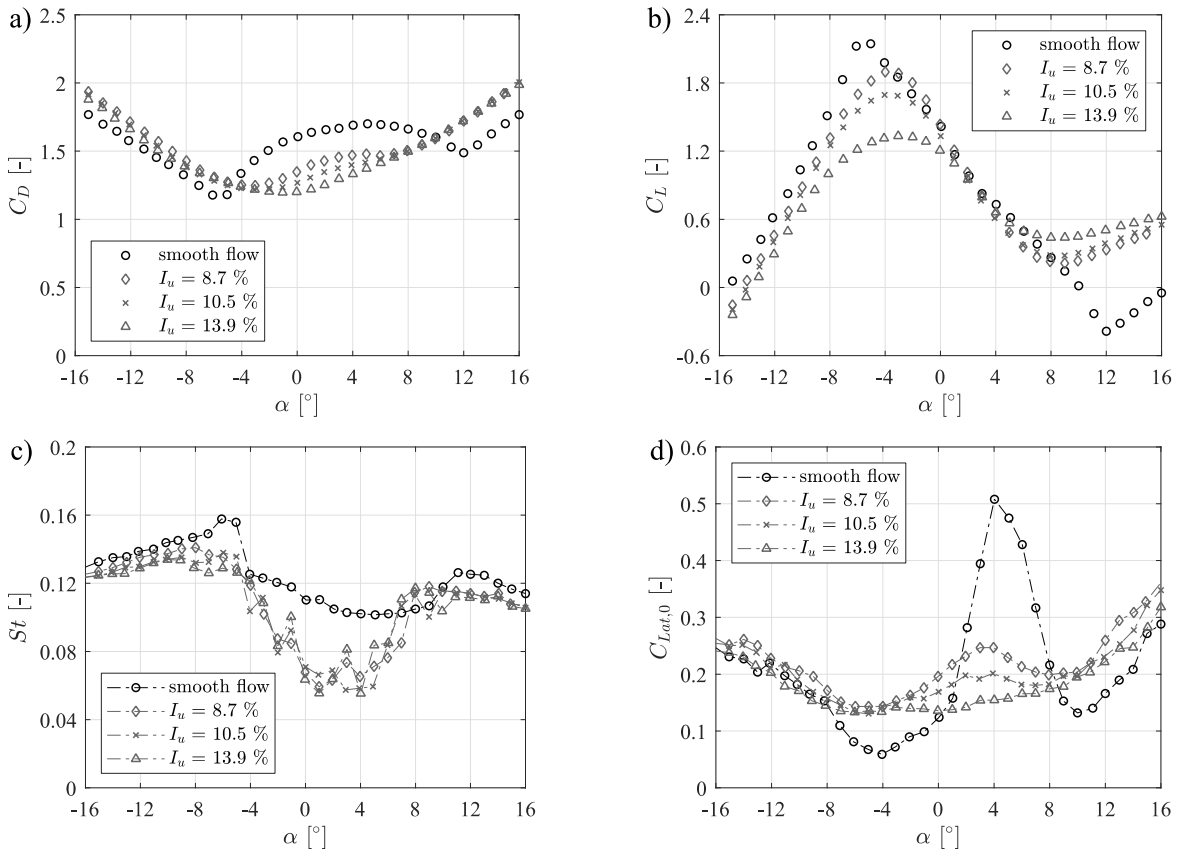 a)
2.5
2
1.5
1
0.5
0
C_D [-]
smooth flow
I_u = 8.7 %
I_u = 10.5 %
I_u = 13.9 %
-16 -12 -8 -4 0 4 8 12 16
α [°]
b)
2.4
1.8
1.2
0.6
0
-0.6
C_L [-]
smooth flow
I_u = 8.7 %
I_u = 10.5 %
I_u = 13.9 %
-16 -12 -8 -4 0 4 8 12 16
α [°]
c)
0.2
0.16
0.12
0.08
0.04
0
St [-]
smooth flow
I_u = 8.7 %
I_u = 10.5 %
I_u = 13.9 %
-16 -12 -8 -4 0 4 8 12 16
α [°]
d)
0.6
0.5
0.4
0.3
0.2
0.1
0
C_{Lat,0} [-]
smooth flow
I_u = 8.7 %
I_u = 10.5 %
I_u = 13.9 %
-16 -12 -8 -4 0 4 8 12 16
α [°]